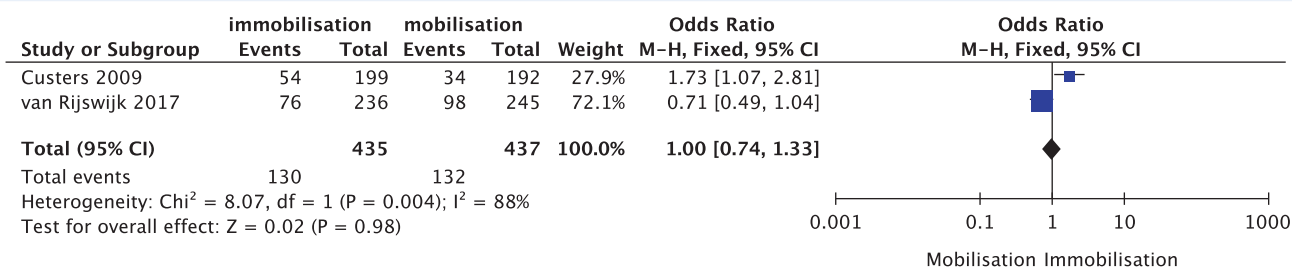 immobilisation mobilisation Odds Ratio Odds Ratio
Study or Subgroup Events Total Events Total Weight M-H, Fixed, 95% CI M-H, Fixed, 95% CI
Custers 2009 54 199 34 192 27.9% 1.73 [1.07, 2.81]
van Rijswijk 2017 76 236 98 245 72.1% 0.71 [0.49, 1.04]
Total (95% CI) 435 437 100.0% 1.00 [0.74, 1.33]
Total events 130 132
Heterogeneity: Chi² = 8.07, df = 1 (P = 0.004); I² = 88%
Test for overall effect: Z = 0.02 (P = 0.98)
0.001 0.1 1 10 1000
Mobilisation Immobilisation